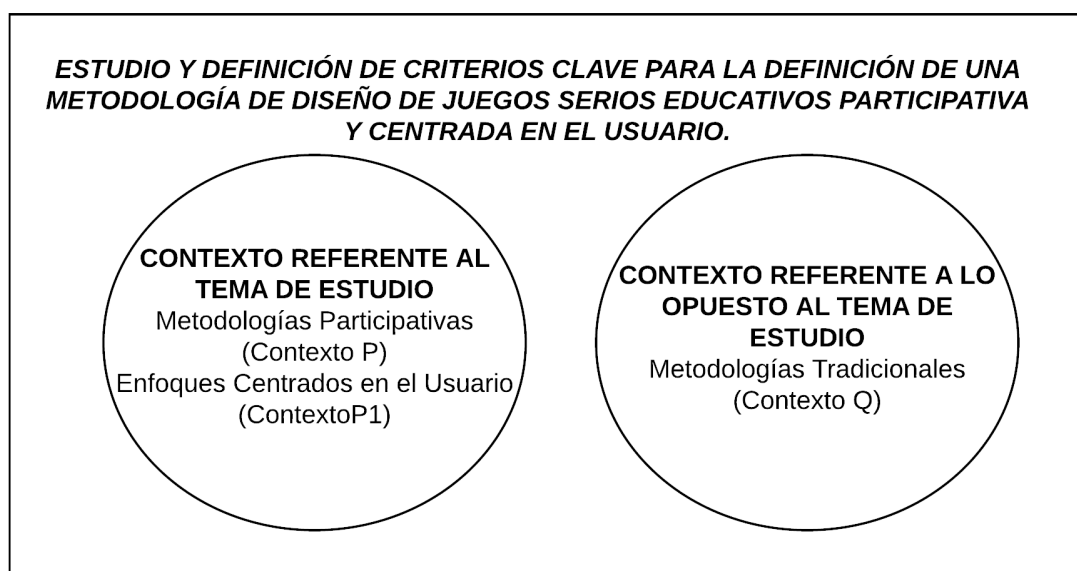 ESTUDIO Y DEFINICIÓN DE CRITERIOS CLAVE PARA LA DEFINICIÓN DE UNA
METODOLOGÍA DE DISEÑO DE JUEGOS SERIOS EDUCATIVOS PARTICIPATIVA
Y CENTRADA EN EL USUARIO.
CONTEXTO REFERENTE AL
TEMA DE ESTUDIO
Metodologías Participativas
(Contexto P)
Enfoques Centrados en el Usuario
(ContextoP1)
CONTEXTO REFERENTE A LO
OPUESTO AL TEMA DE
ESTUDIO
Metodologías Tradicionales
(Contexto Q)